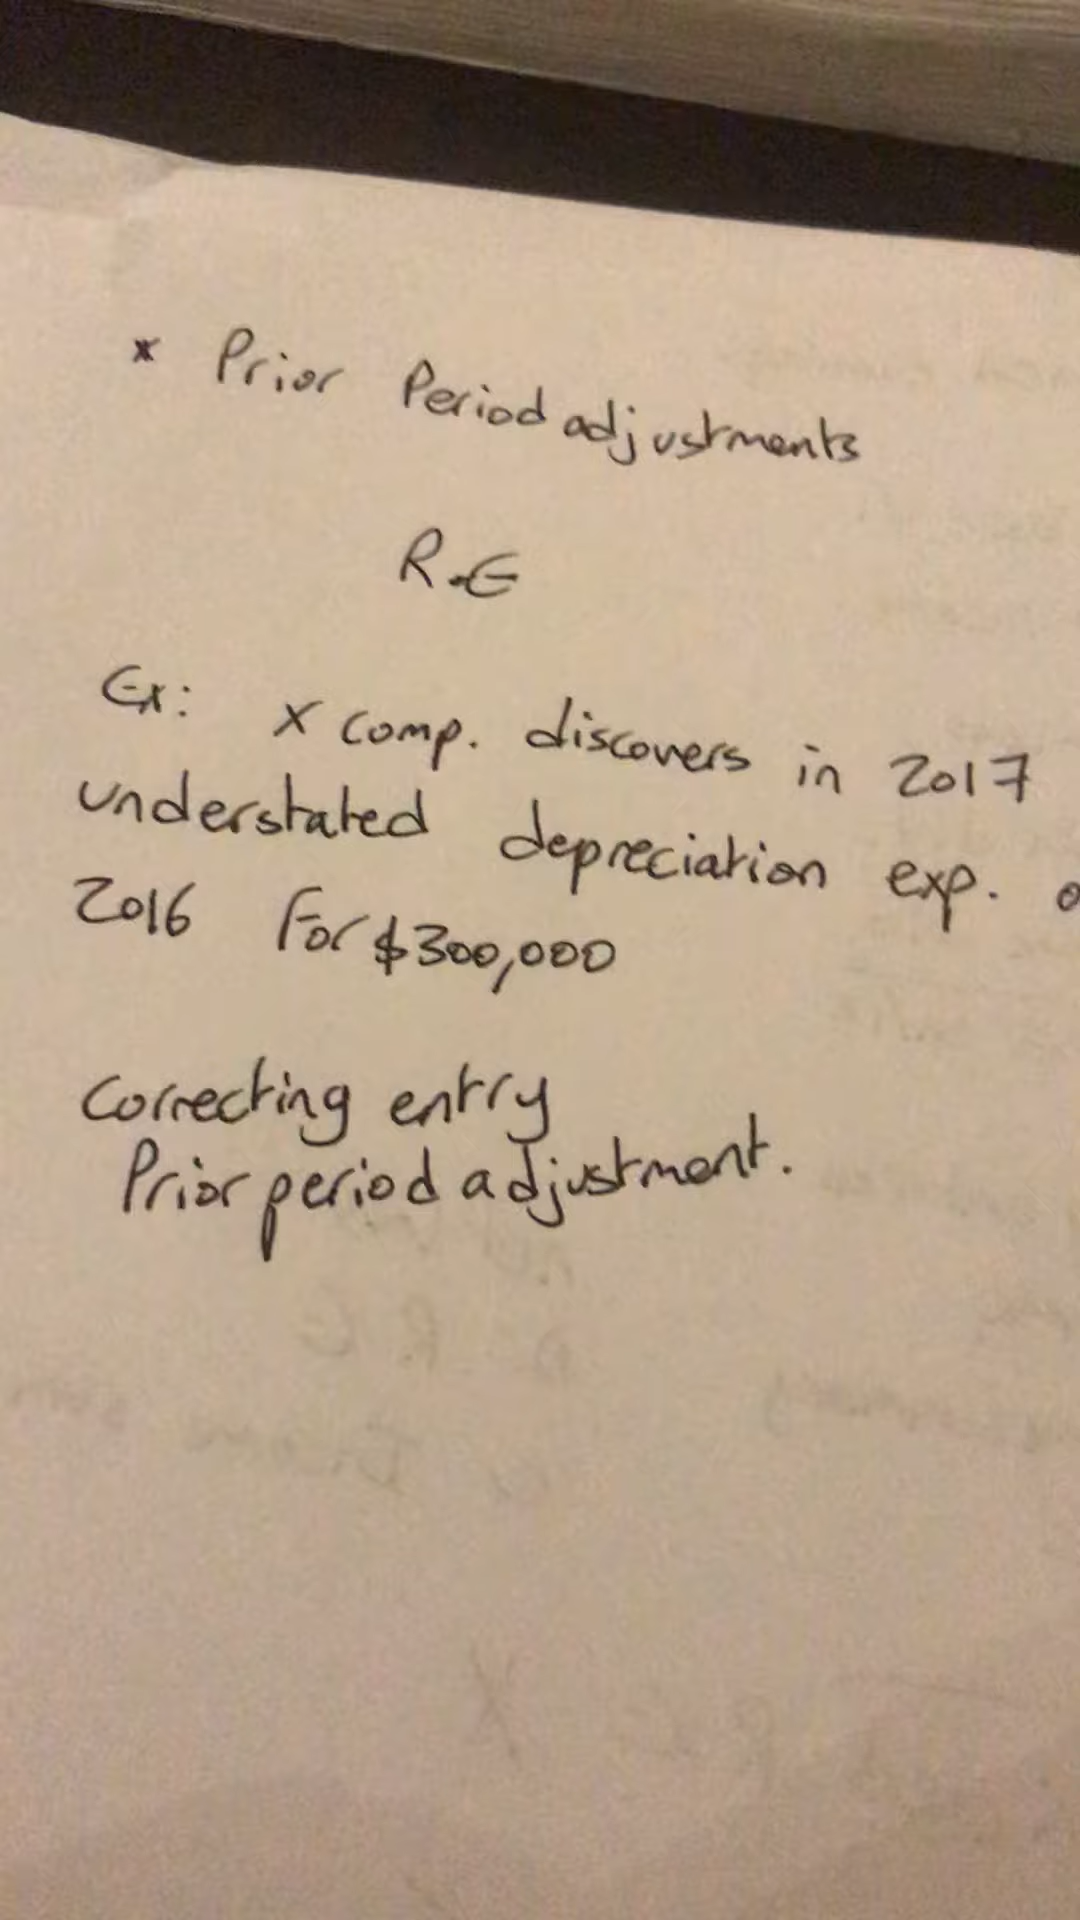 * Prior Period adjustments
R.E
Ex: X comp. discovers in 2017
understated depreciation exp.
2016 For $300,000
Correcting entry
Prior period adjustment.